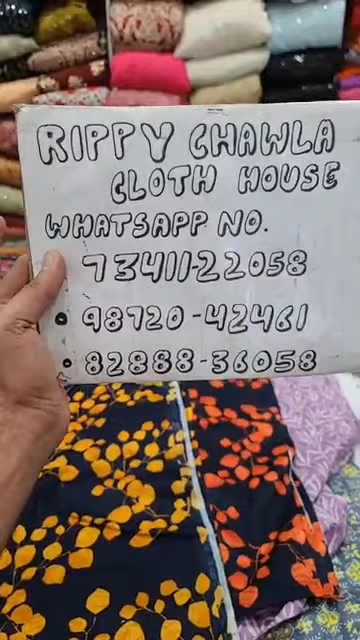 RIPPY CHAWLA
CLOTH HOUSE
WHATSAPP NO.
73411-22058
98720-42461
82888-36058